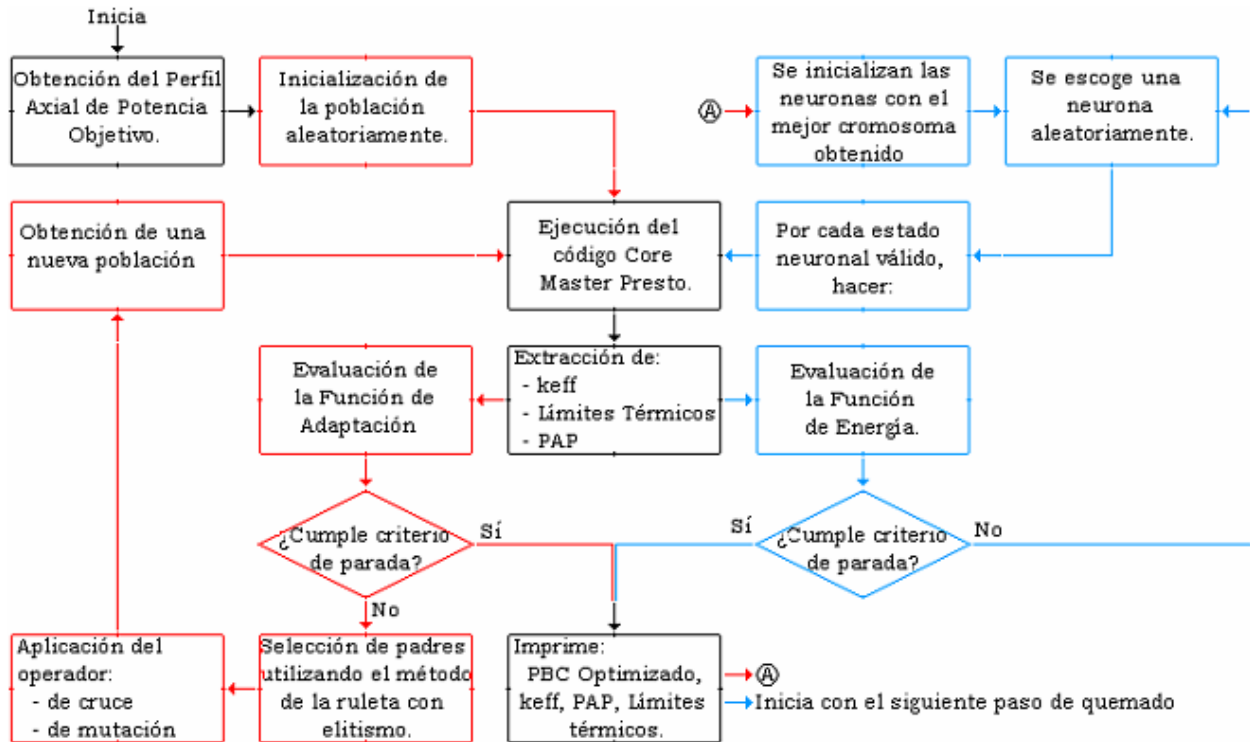 Inicia
Obtención del Perfil
Axial de Potencia
Objetivo.
Inicialización de
la población
aleatoriamente.
Ⓐ
Se inicializan las
neuronas con el
mejor cromosoma
obtenido
Se escoge una
neurona
aleatoriamente.
Obtención de una
nueva población
Ejecución del
código Core
Master Presto.
Por cada estado
neuronal válido,
hacer:
Evaluación de
la Función de
Adaptación
Extracción de:
- keff
- Límites Térmicos
- PAP
Evaluación de
la Función
de Energía.
¿Cumple criterio
de parada?
Sí
No
Sí
¿Cumple criterio
de parada?
No
Aplicación del
operador:
- de cruce
- de mutación
Selección de padres
utilizando el método
de la ruleta con
elitismo.
Imprime:
PBC Optimizado,
keff, PAP, Límites
térmicos.
Ⓐ
Inicia con el siguiente paso de quemado